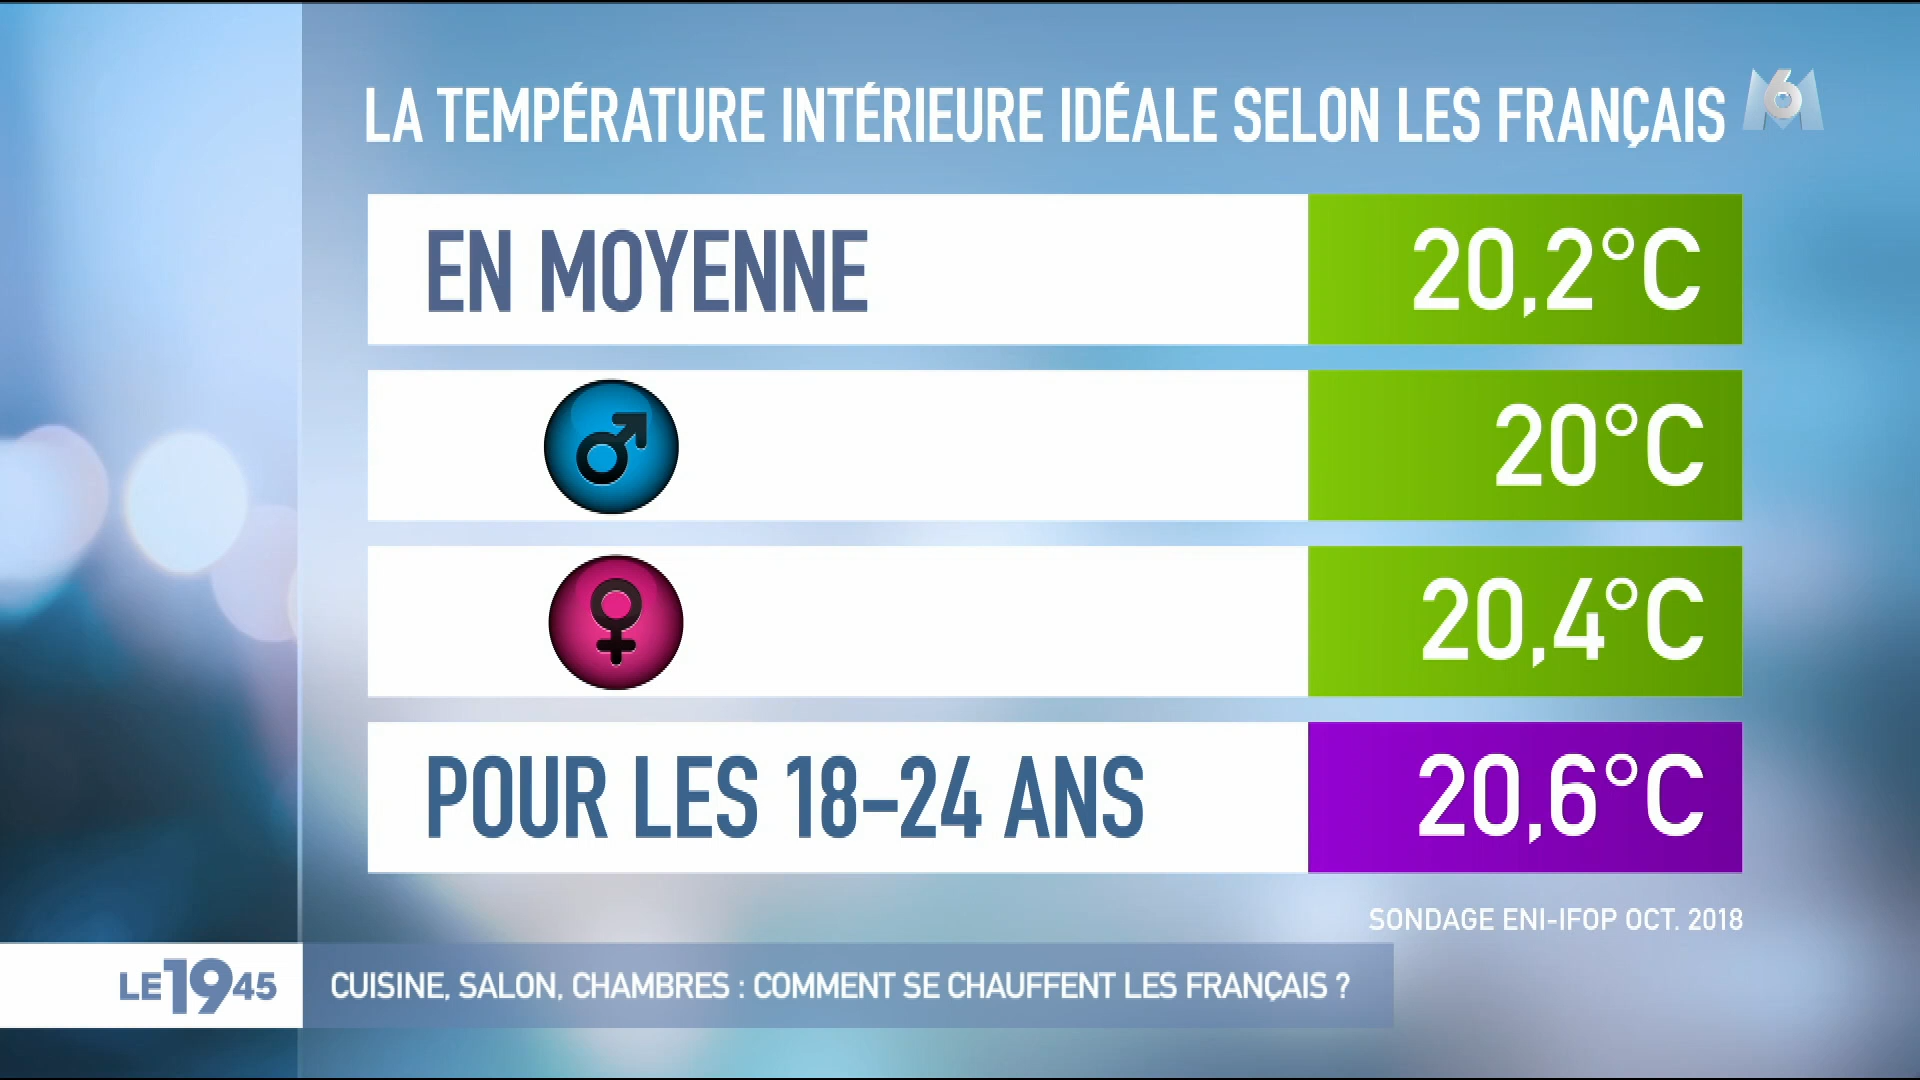 LA TEMPÉRATURE INTÉRIEURE IDÉALE SELON LES FRANÇAIS
M6
EN MOYENNE 20,2°C
20°C
20,4°C
POUR LES 18-24 ANS 20,6°C
SONDAGE ENI-IFOP OCT. 2018
LE 19 45
CUISINE, SALON, CHAMBRES : COMMENT SE CHAUFFENT LES FRANÇAIS ?